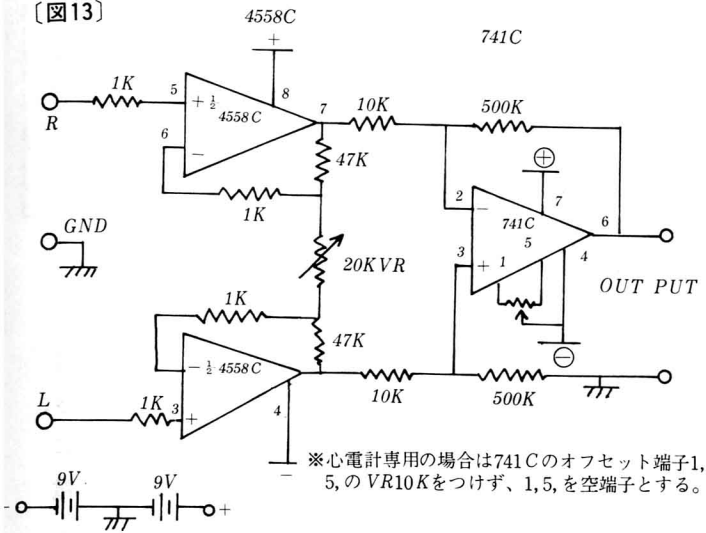 〔図13〕
4558C
+
741C
1K
5
+ ½ 4558C
8
7
10K
500K
R
6
−
47K
1K
⊕
2
−
7
741C
6
GND
20KVR
3
+
1
5
4
OUT PUT
1K
47K
⊖
− ½ 4558C
10K
500K
L
1K
3
+
4
−
※心電計専用の場合は741Cのオフセット端子1,
5,のVR10Kをつけず、1,5,を空端子とする。
9V
9V
-
+